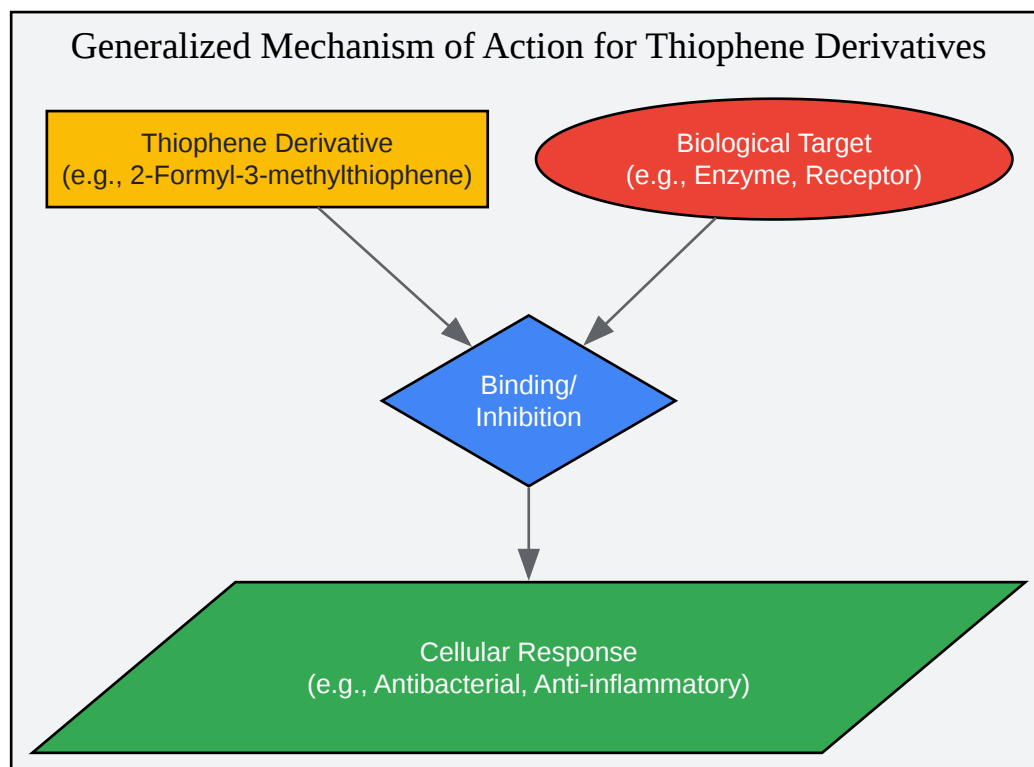 Generalized Mechanism of Action for Thiophene Derivatives
Thiophene Derivative
(e.g., 2-Formyl-3-methylthiophene)
Biological Target
(e.g., Enzyme, Receptor)
Binding/
Inhibition
Cellular Response
(e.g., Antibacterial, Anti-inflammatory)